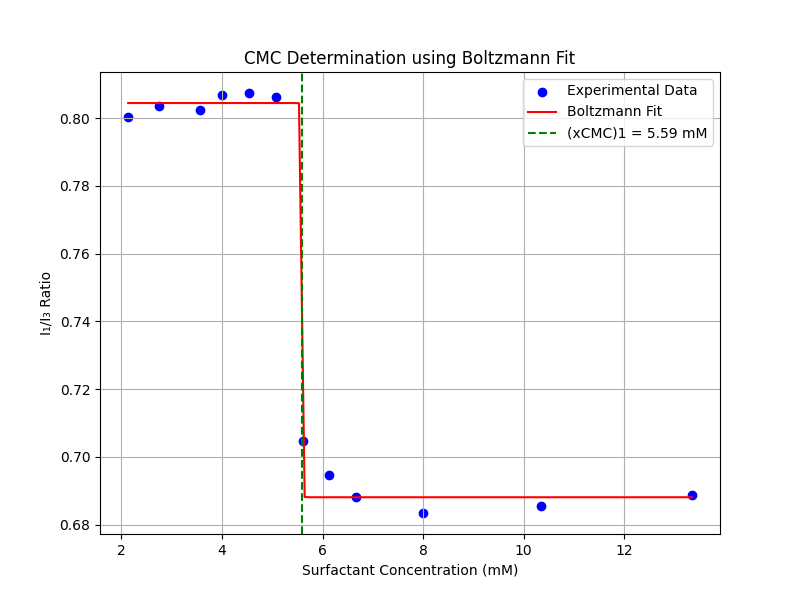 CMC Determination using Boltzmann Fit
Experimental Data
Boltzmann Fit
(xCMC)1 = 5.59 mM
0.80
0.78
0.76
0.74
0.72
0.70
0.68
I₁/I₃ Ratio
2 4 6 8 10 12
Surfactant Concentration (mM)